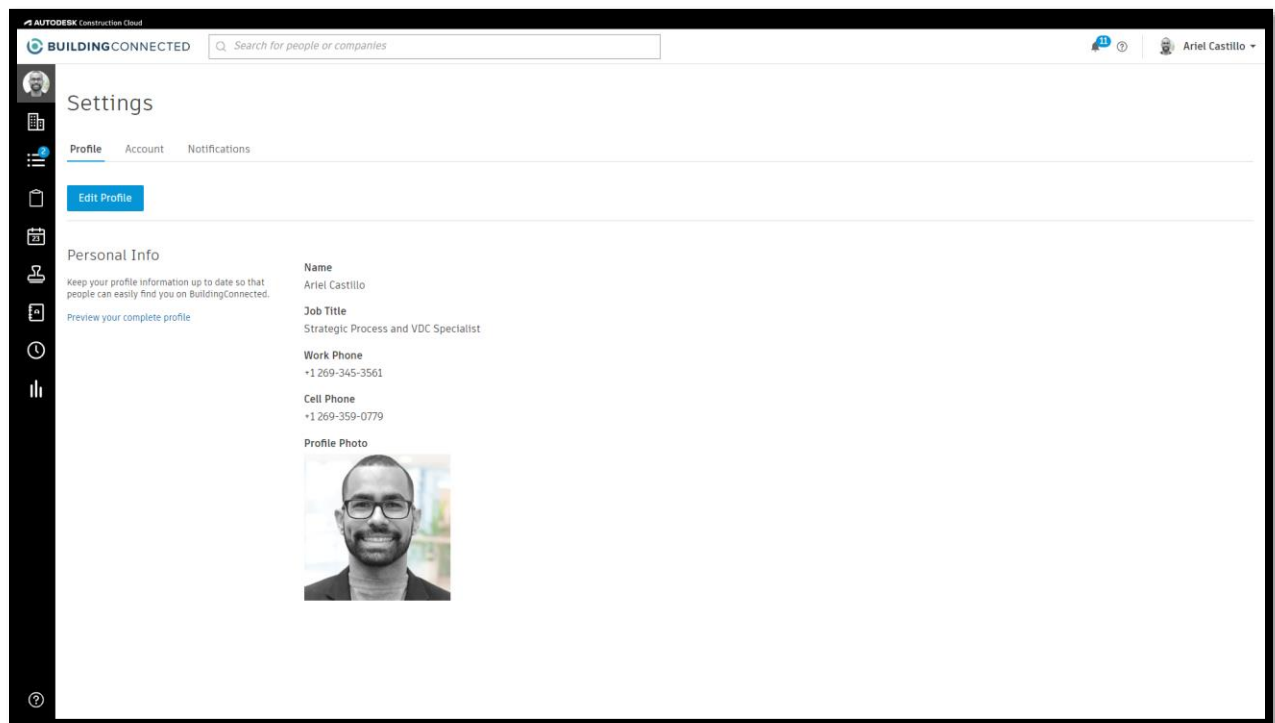 AUTODESK Construction Cloud
BUILDINGCONNECTED
Search for people or companies
11
Ariel Castillo
Settings
2
Profile Account Notifications
Edit Profile
23
Personal Info
Keep your profile information up to date so that
people can easily find you on BuildingConnected.
Preview your complete profile
Name
Ariel Castillo
Job Title
Strategic Process and VDC Specialist
Work Phone
+1 269-345-3561
Cell Phone
+1 269-359-0779
Profile Photo